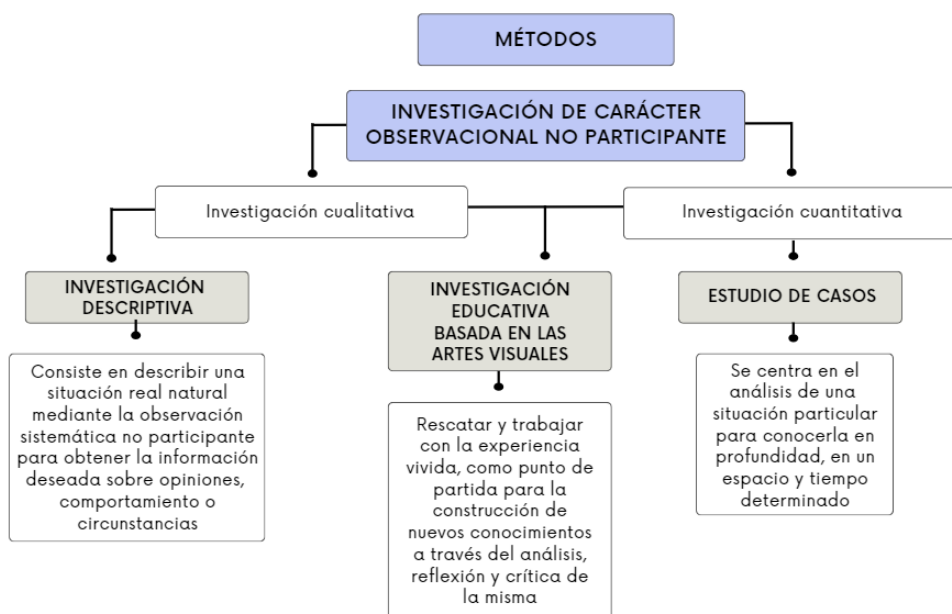 MÉTODOS
INVESTIGACIÓN DE CARÁCTER
OBSERVACIONAL NO PARTICIPANTE
Investigación cualitativa
Investigación cuantitativa
INVESTIGACIÓN
DESCRIPTIVA
Consiste en describir una
situación real natural
mediante la observación
sistemática no participante
para obtener la información
deseada sobre opiniones,
comportamiento o
circunstancias
INVESTIGACIÓN
EDUCATIVA
BASADA EN LAS
ARTES VISUALES
Rescatar y trabajar
con la experiencia
vivida, como punto de
partida para la
construcción de
nuevos conocimientos
a través del análisis,
reflexión y crítica de
la misma
ESTUDIO DE CASOS
Se centra en el
análisis de una
situación particular
para conocerla en
profundidad, en un
espacio y tiempo
determinado